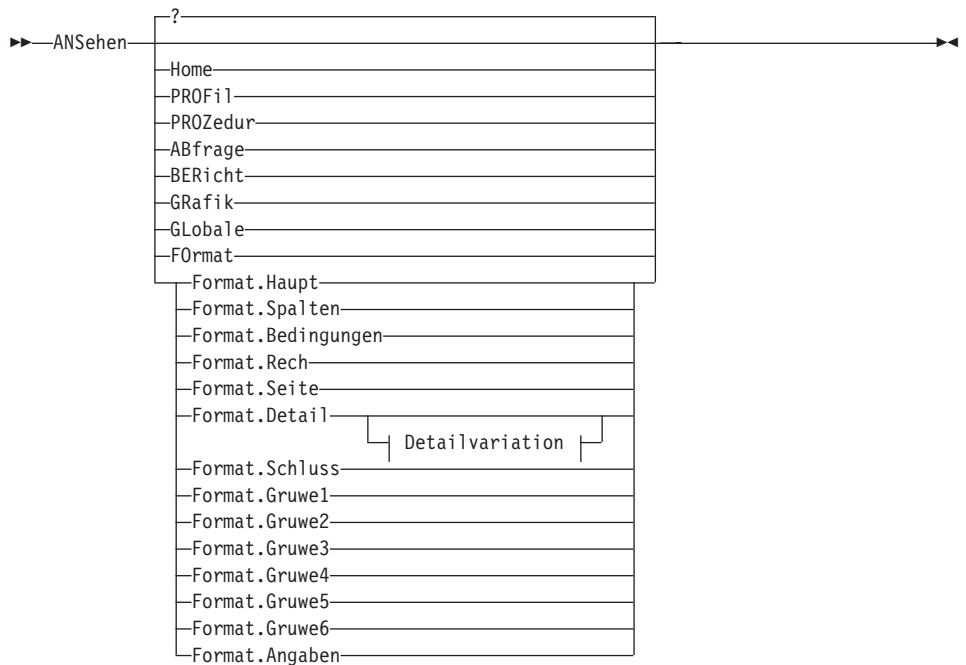 ?
ANSehen
Home
PROFil
PROZedur
ABfrage
BERicht
GRafik
GLobale
FOrmat
Format.Haupt
Format.Spalten
Format.Bedingungen
Format.Rech
Format.Seite
Format.Detail
Detailvariation
Format.Schluss
Format.Gruwe1
Format.Gruwe2
Format.Gruwe3
Format.Gruwe4
Format.Gruwe5
Format.Gruwe6
Format.Angaben